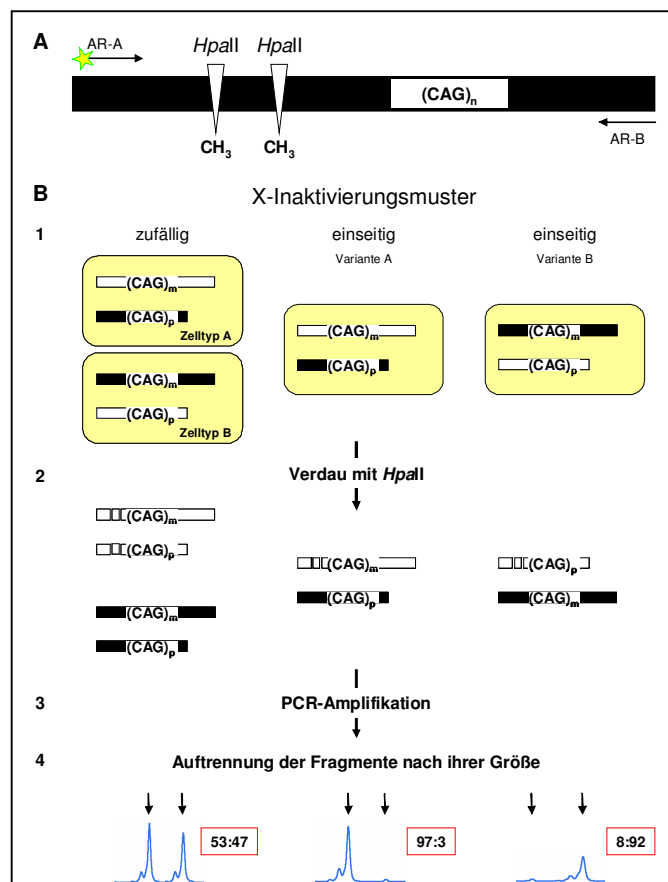 A
AR-A
HpaII HpaII
(CAG)n
CH3 CH3
AR-B
B
X-Inaktivierungsmuster
1
zufällig einseitig einseitig
Variante A Variante B
(CAG)m
(CAG)p
Zelltyp A
(CAG)m
(CAG)p
Zelltyp B
(CAG)m
(CAG)p
(CAG)m
(CAG)p
2
Verdau mit HpaII
(CAG)m
(CAG)p
(CAG)m
(CAG)p
(CAG)m
(CAG)p
(CAG)p
(CAG)m
3
PCR-Amplifikation
4
Auftrennung der Fragmente nach ihrer Größe
53:47 97:3 8:92